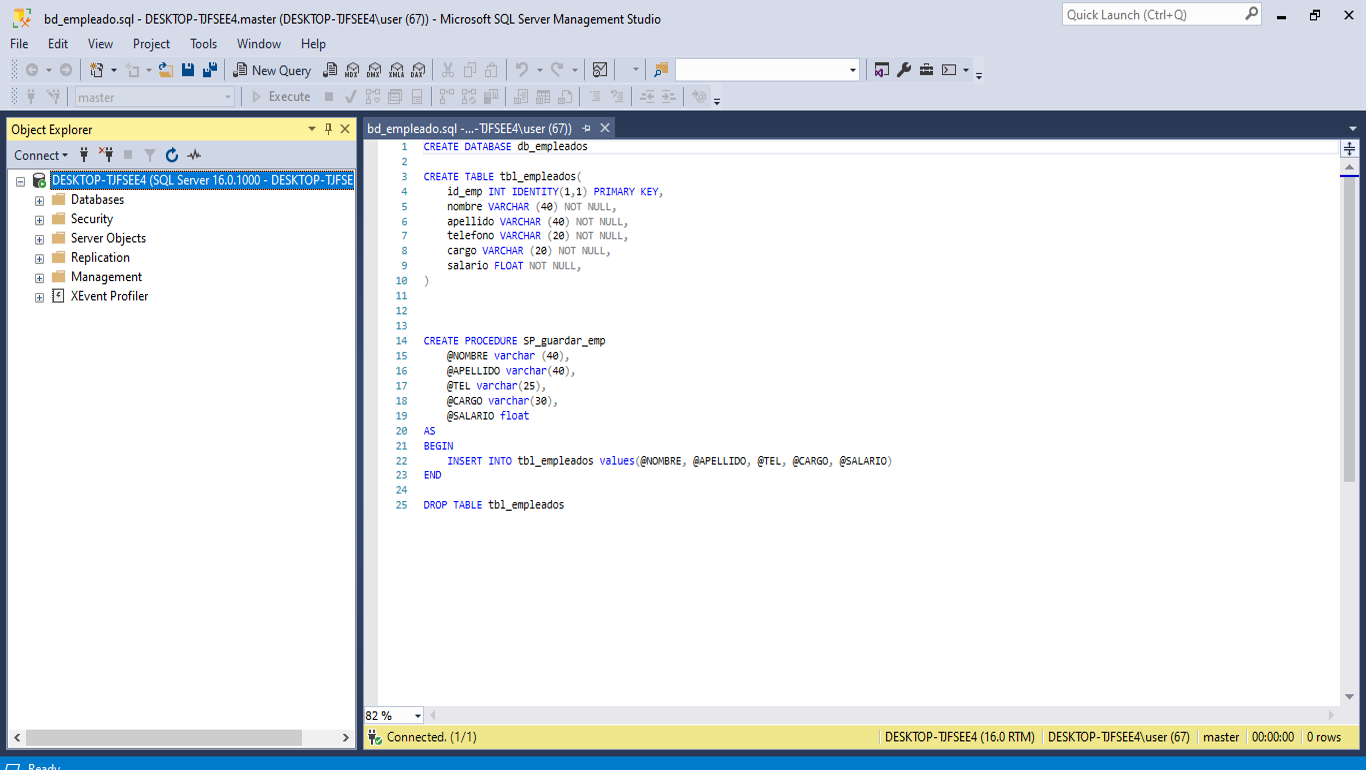 bd_empleado.sql - DESKTOP-TJFSEE4.master (DESKTOP-TJFSEE4\user (67)) - Microsoft SQL Server Management Studio
Quick Launch (Ctrl+Q)
File Edit View Project Tools Window Help
New Query MDX DMX XMLA DAX
master Execute
Object Explorer
Connect
DESKTOP-TJFSEE4 (SQL Server 16.0.1000 - DESKTOP-TJFSE
Databases
Security
Server Objects
Replication
Management
XEvent Profiler
bd_empleado.sql -...-TJFSEE4\user (67))
1 CREATE DATABASE db_empleados
2
3 CREATE TABLE tbl_empleados(
4 id_emp INT IDENTITY(1,1) PRIMARY KEY,
5 nombre VARCHAR (40) NOT NULL,
6 apellido VARCHAR (40) NOT NULL,
7 telefono VARCHAR (20) NOT NULL,
8 cargo VARCHAR (20) NOT NULL,
9 salario FLOAT NOT NULL,
10 )
11
12
13
14 CREATE PROCEDURE SP_guardar_emp
15 @NOMBRE varchar (40),
16 @APELLIDO varchar(40),
17 @TEL varchar(25),
18 @CARGO varchar(30),
19 @SALARIO float
20 AS
21 BEGIN
22 INSERT INTO tbl_empleados values(@NOMBRE, @APELLIDO, @TEL, @CARGO, @SALARIO)
23 END
24
25 DROP TABLE tbl_empleados
82 %
Connected. (1/1)
DESKTOP-TJFSEE4 (16.0 RTM) DESKTOP-TJFSEE4\user (67) master 00:00:00 0 rows
Ready